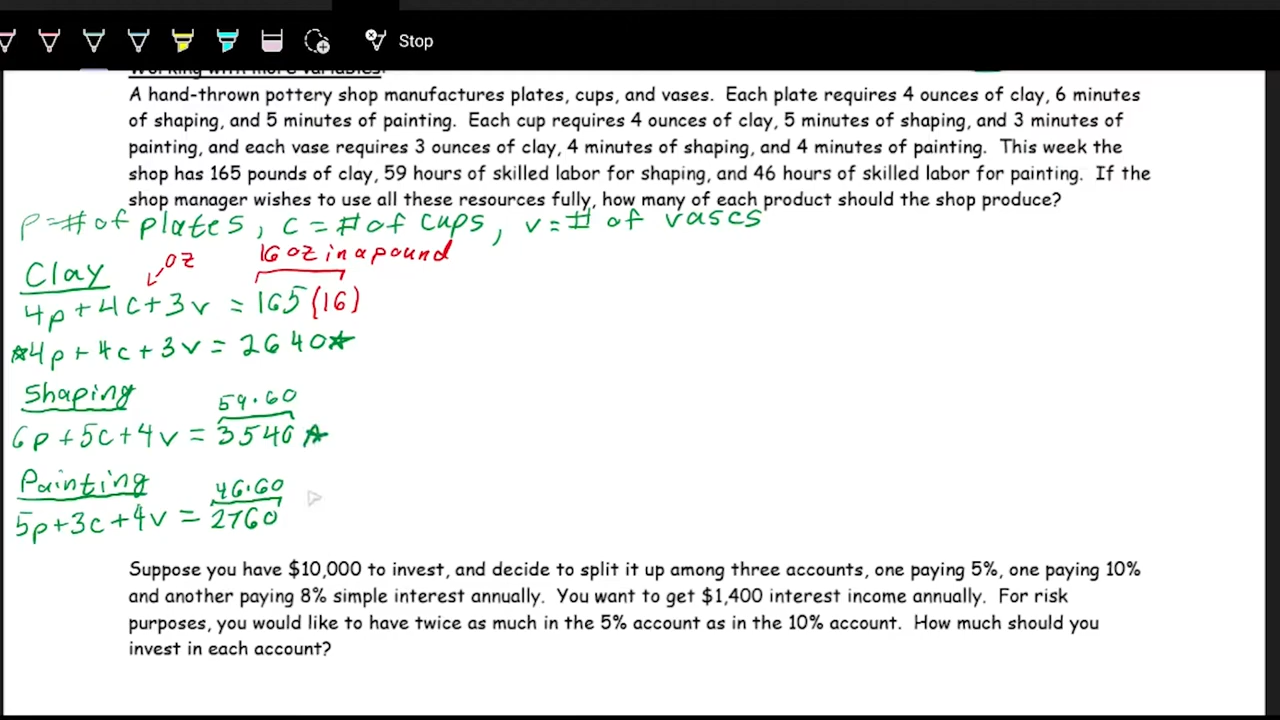 Stop
Working with more variables:
A hand-thrown pottery shop manufactures plates, cups, and vases. Each plate requires 4 ounces of clay, 6 minutes
of shaping, and 5 minutes of painting. Each cup requires 4 ounces of clay, 5 minutes of shaping, and 3 minutes of
painting, and each vase requires 3 ounces of clay, 4 minutes of shaping, and 4 minutes of painting. This week the
shop has 165 pounds of clay, 59 hours of skilled labor for shaping, and 46 hours of skilled labor for painting. If the
shop manager wishes to use all these resources fully, how many of each product should the shop produce?
p=# of plates, c=# of cups, v=# of vases
oz
16 oz in a pound
Clay
4p+4c+3v = 165(16)
☆4p+4c+3v = 2640☆
Shaping
59·60
6p+5c+4v = 3540☆
Painting
46·60
5p+3c+4v = 2760
Suppose you have $10,000 to invest, and decide to split it up among three accounts, one paying 5%, one paying 10%
and another paying 8% simple interest annually. You want to get $1,400 interest income annually. For risk
purposes, you would like to have twice as much in the 5% account as in the 10% account. How much should you
invest in each account?